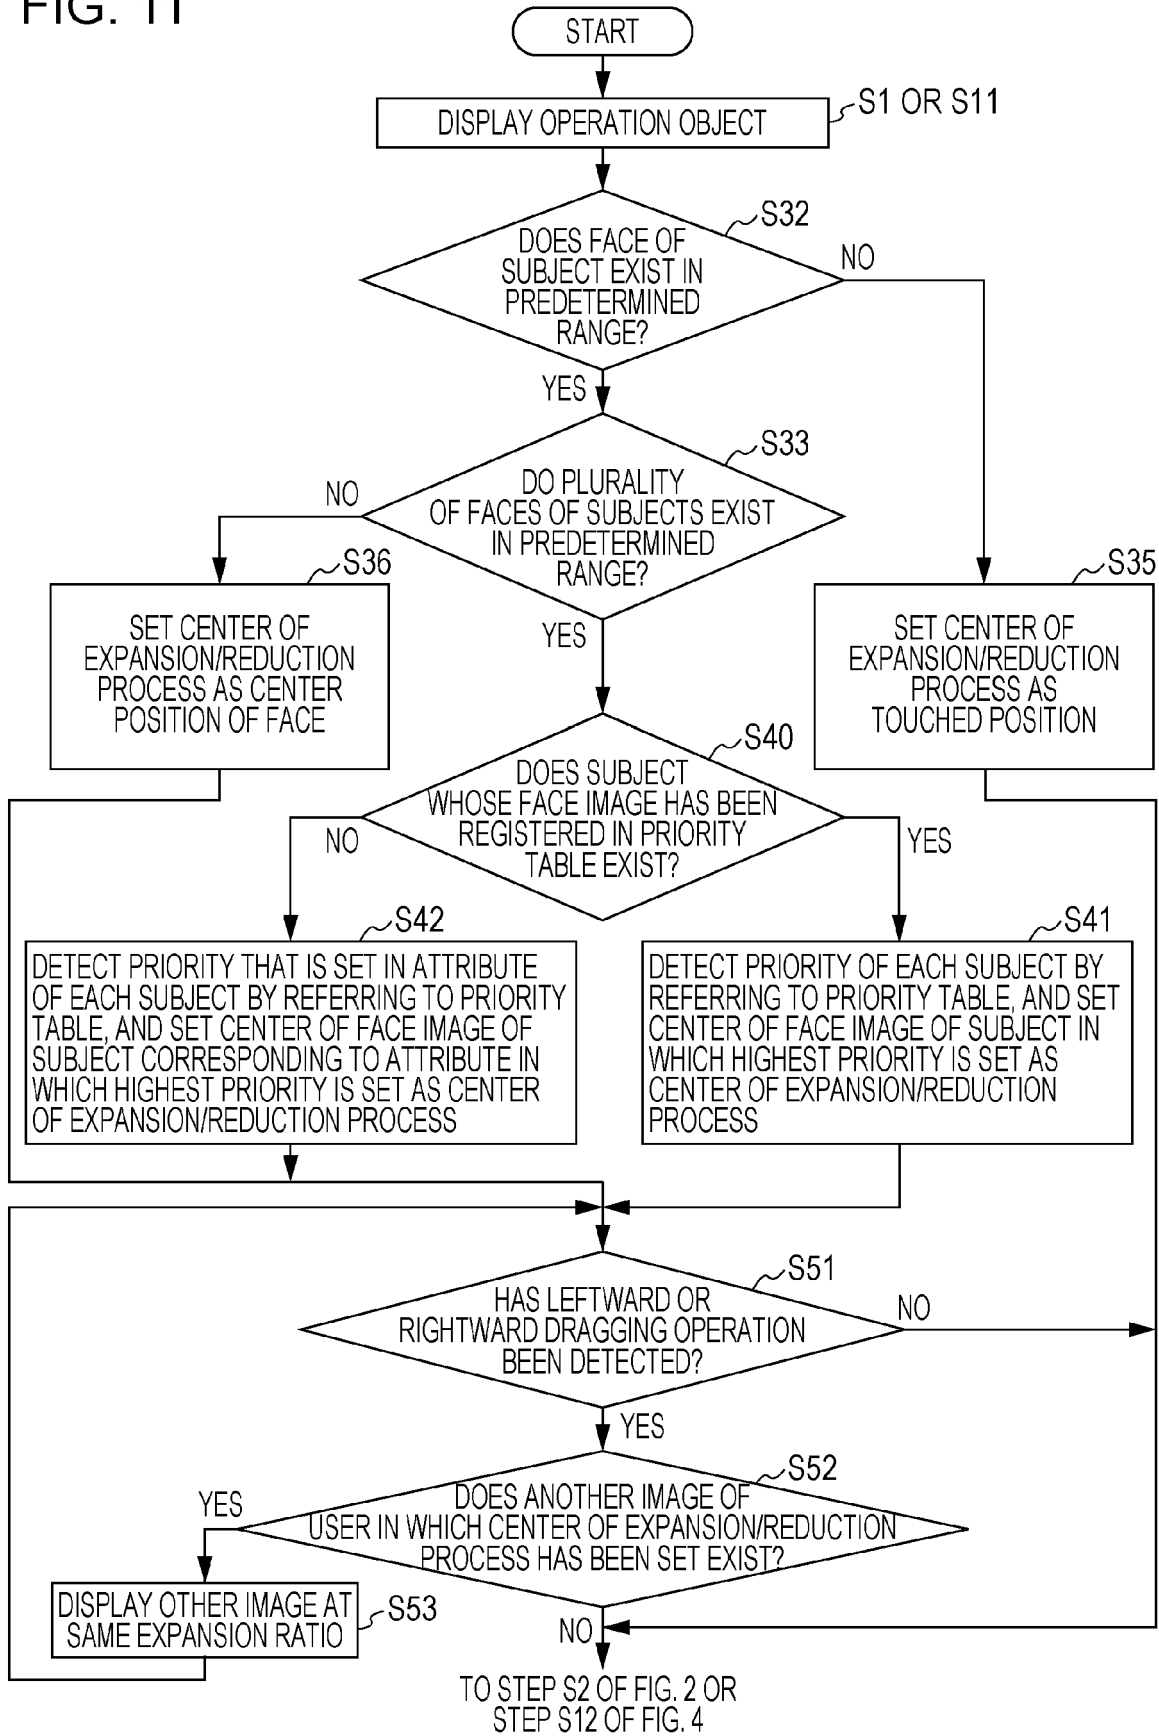 FIG. 11
START
DISPLAY OPERATION OBJECT
S1 OR S11
S32
DOES FACE OF
SUBJECT EXIST IN
PREDETERMINED
RANGE?
NO
YES
S33
DO PLURALITY
OF FACES OF SUBJECTS EXIST
IN PREDETERMINED
RANGE?
NO
YES
S36
SET CENTER OF
EXPANSION/REDUCTION
PROCESS AS CENTER
POSITION OF FACE
S35
SET CENTER OF
EXPANSION/REDUCTION
PROCESS AS
TOUCHED POSITION
S40
DOES SUBJECT
WHOSE FACE IMAGE HAS BEEN
REGISTERED IN PRIORITY
TABLE EXIST?
NO
YES
S42
DETECT PRIORITY THAT IS SET IN ATTRIBUTE
OF EACH SUBJECT BY REFERRING TO PRIORITY
TABLE, AND SET CENTER OF FACE IMAGE OF
SUBJECT CORRESPONDING TO ATTRIBUTE IN
WHICH HIGHEST PRIORITY IS SET AS CENTER
OF EXPANSION/REDUCTION PROCESS
S41
DETECT PRIORITY OF EACH SUBJECT BY
REFERRING TO PRIORITY TABLE, AND SET
CENTER OF FACE IMAGE OF SUBJECT IN
WHICH HIGHEST PRIORITY IS SET AS
CENTER OF EXPANSION/REDUCTION
PROCESS
S51
HAS LEFTWARD OR
RIGHTWARD DRAGGING OPERATION
BEEN DETECTED?
NO
YES
S52
DOES ANOTHER IMAGE OF
USER IN WHICH CENTER OF EXPANSION/REDUCTION
PROCESS HAS BEEN SET EXIST?
YES
DISPLAY OTHER IMAGE AT
SAME EXPANSION RATIO
S53
NO
TO STEP S2 OF FIG. 2 OR
STEP S12 OF FIG. 4